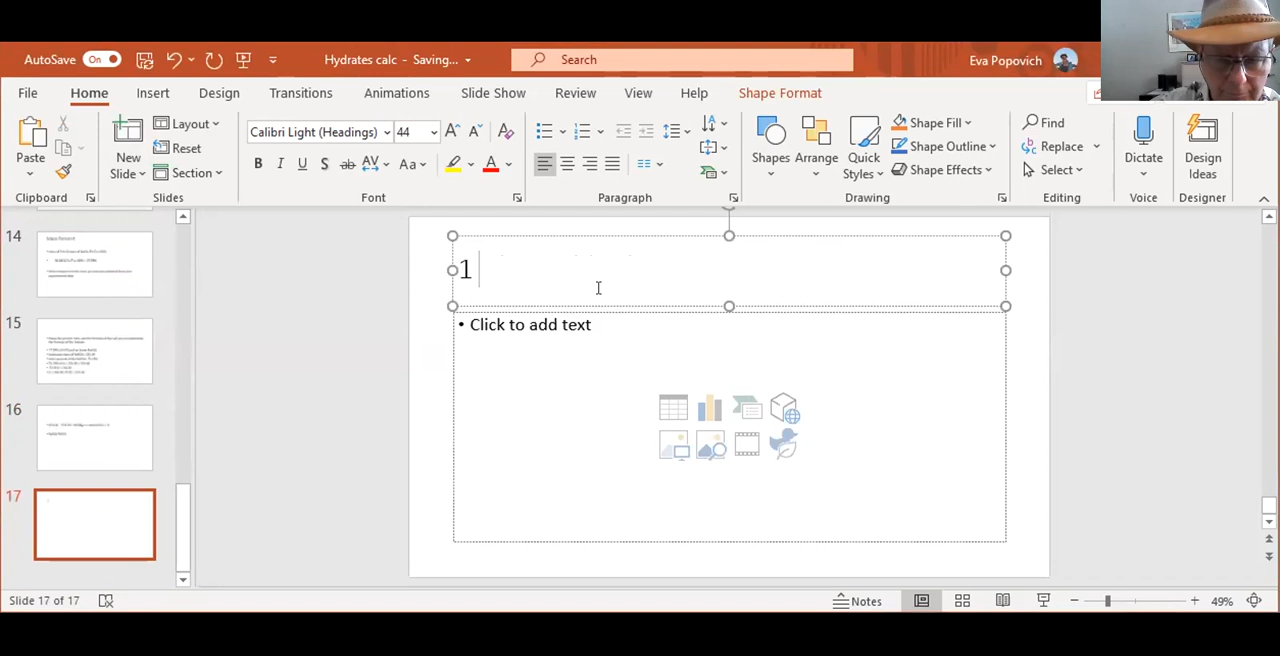 AutoSave On Hydrates calc - Saving... Search Eva Popovich
File Home Insert Design Transitions Animations Slide Show Review View Help Shape Format
Paste
Clipboard
New
Slide
Layout
Reset
Section
Slides
Calibri Light (Headings) 44
B I U S ab AV Aa A
Font
Paragraph
Shapes
Arrange
Quick
Styles
Shape Fill
Shape Outline
Shape Effects
Drawing
Find
Replace
Select
Editing
Dictate
Voice
Design
Ideas
Designer
14
15
16
17
1
• Click to add text
Slide 17 of 17 Notes 49%